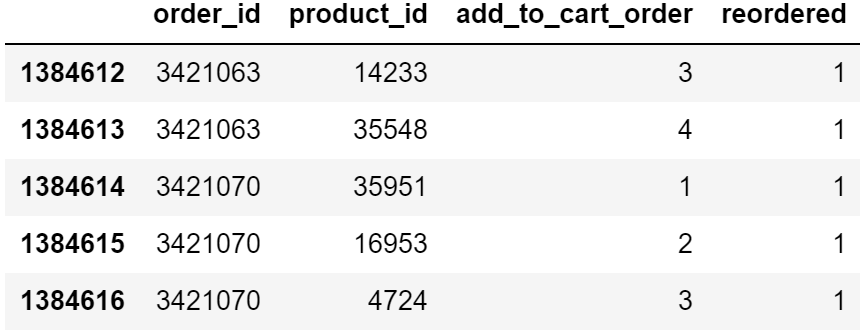 order_id product_id add_to_cart_order reordered
1384612 3421063 14233 3 1
1384613 3421063 35548 4 1
1384614 3421070 35951 1 1
1384615 3421070 16953 2 1
1384616 3421070 4724 3 1